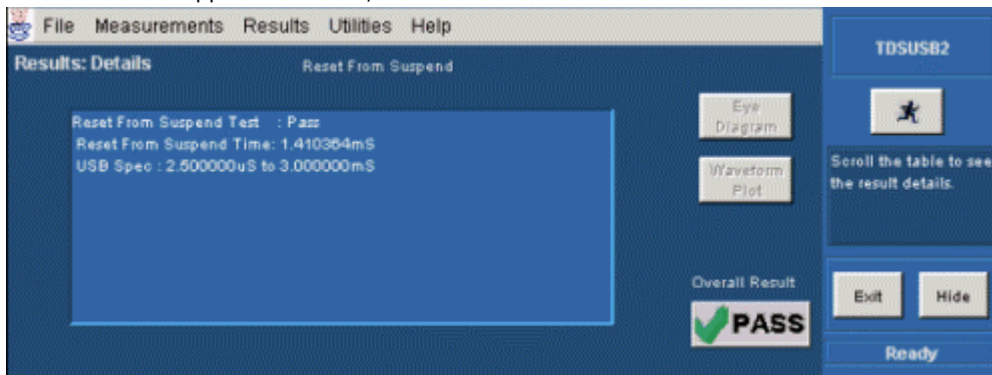 File Measurements Results Utilities Help
TDSUSB2
Results: Details
Reset From Suspend
Reset From Suspend Test : Pass
Reset From Suspend Time: 1.410364mS
USB Spec : 2.500000uS to 3.000000mS
Eye
Diagram
Waveform
Plot
Scroll the table to see
the result details.
Overall Result
PASS
Exit
Hide
Ready